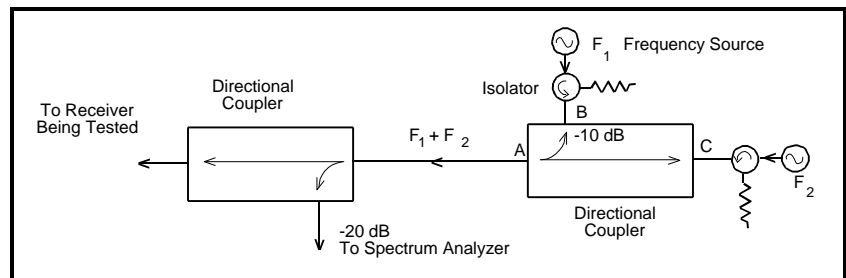 F1 Frequency Source
Isolator
B
Directional
Coupler
To Receiver
Being Tested
F1 + F2
A
-10 dB
C
F2
Directional
Coupler
-20 dB
To Spectrum Analyzer